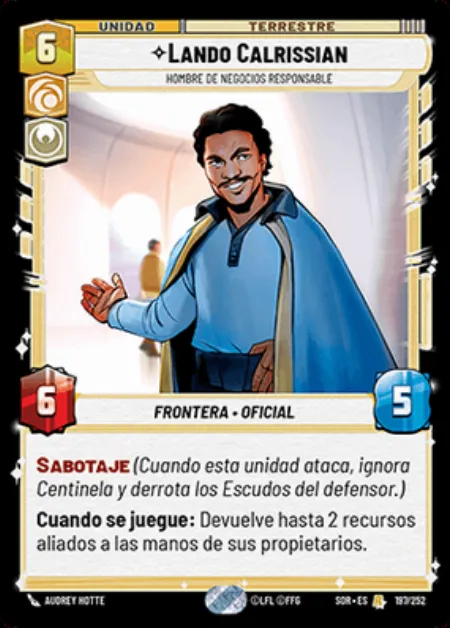 UNIDAD TERRESTRE
6
LANDO CALRISSIAN
HOMBRE DE NEGOCIOS RESPONSABLE
6 FRONTERA • OFICIAL 5
SABOTAJE (Cuando esta unidad ataca, ignora
Centinela y derrota los Escudos del defensor.)
Cuando se juegue: Devuelve hasta 2 recursos
aliados a las manos de sus propietarios.
AUDREY HOTTE ©LFL ©FFG SOR • ES R 197/252